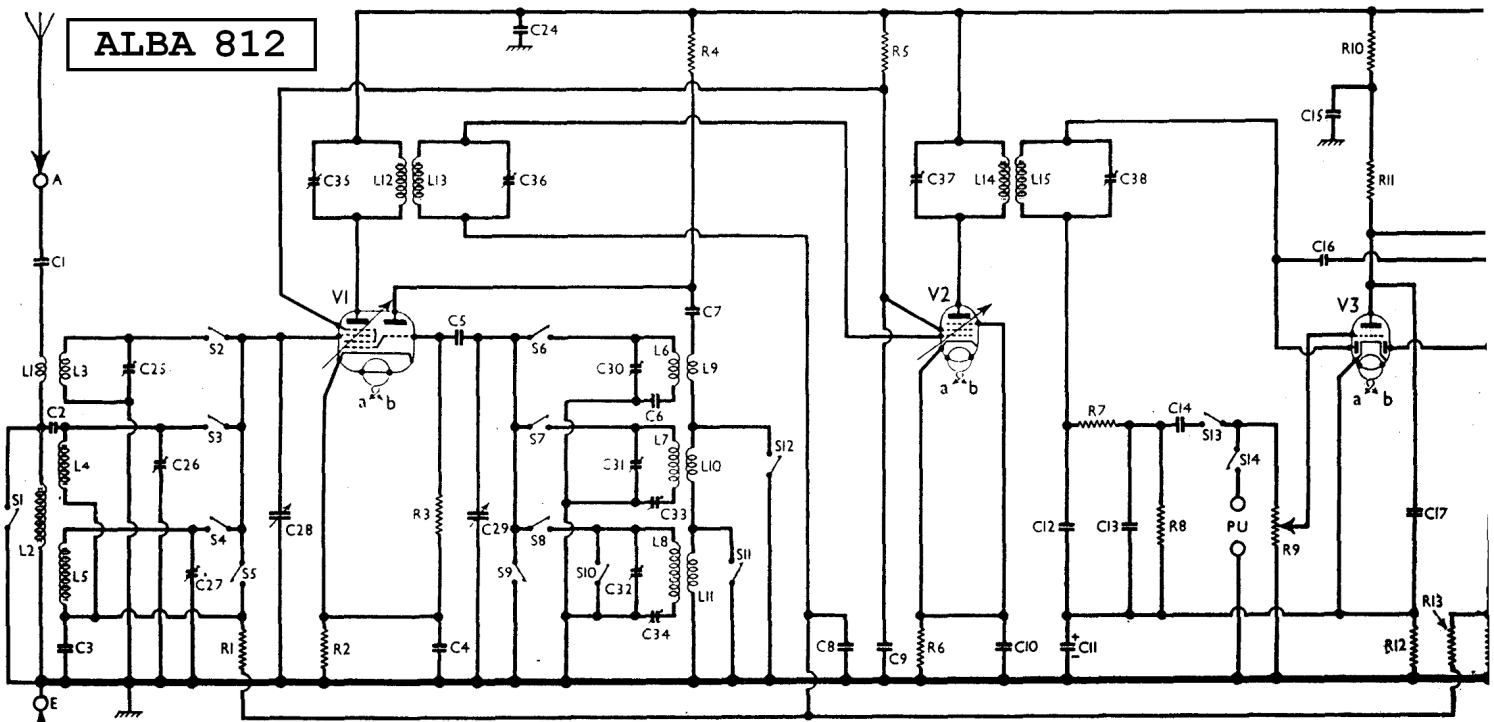 ALBA 812
C24
R4
R5
R10
C15
C35
L12
L13
C36
C37
L14
L15
C38
R11
A
C1
C16
V1
V2
V3
C7
C5
S2
S6
L6
L1
L3
C25
C30
L9
C6
a b
a b
a b
C2
S3
S7
L7
R7
C14
S13
S12
S14
L4
C26
C31
L10
S1
C33
R3
C28
C29
C12
C13
R8
PU
R9
C17
L2
S4
S8
L8
L5
C27
S5
S9
S10
C32
L11
S11
C34
R13
C3
R1
R2
C4
C8
C9
R6
C10
+
C11
-
R12
E